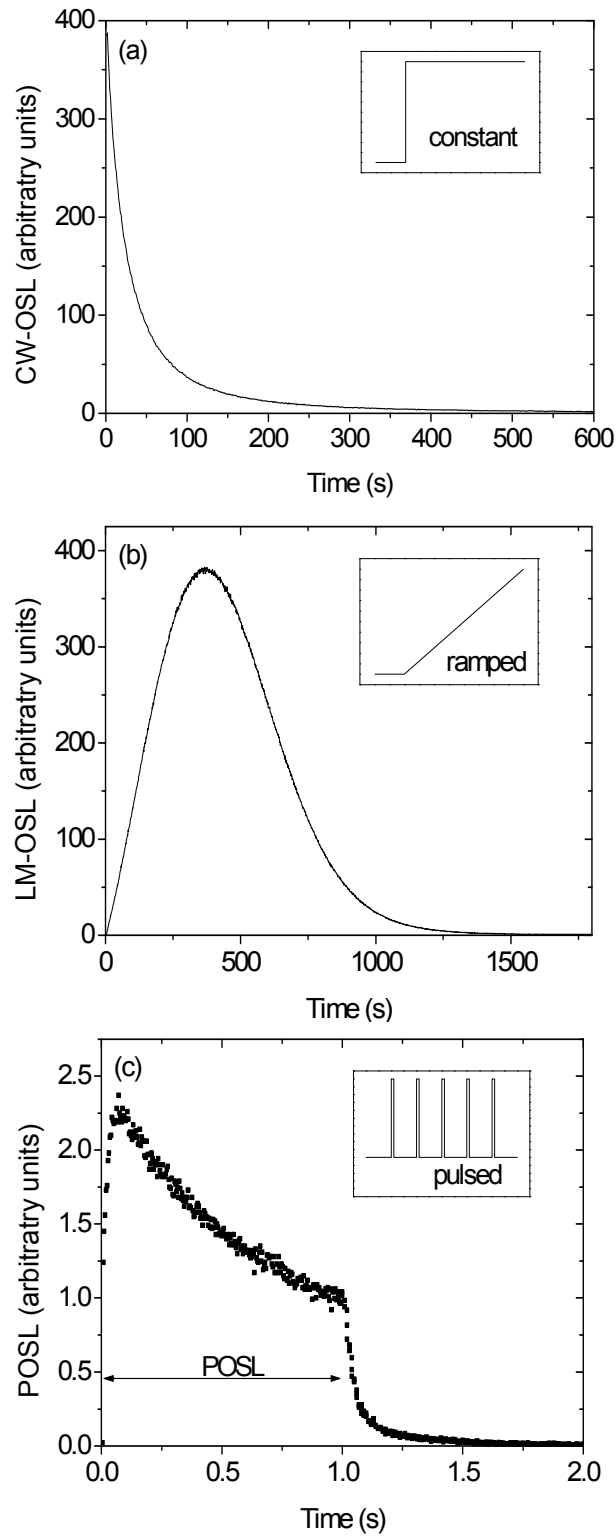 (a)
400
300
200
100
0
CW-OSL (arbitratry units)
constant
0 100 200 300 400 500 600
Time (s)
(b)
400
300
200
100
0
LM-OSL (arbitratry units)
ramped
0 500 1000 1500
Time (s)
(c)
2.5
2.0
1.5
1.0
0.5
0.0
POSL (arbitratry units)
pulsed
POSL
0.0 0.5 1.0 1.5 2.0
Time (s)